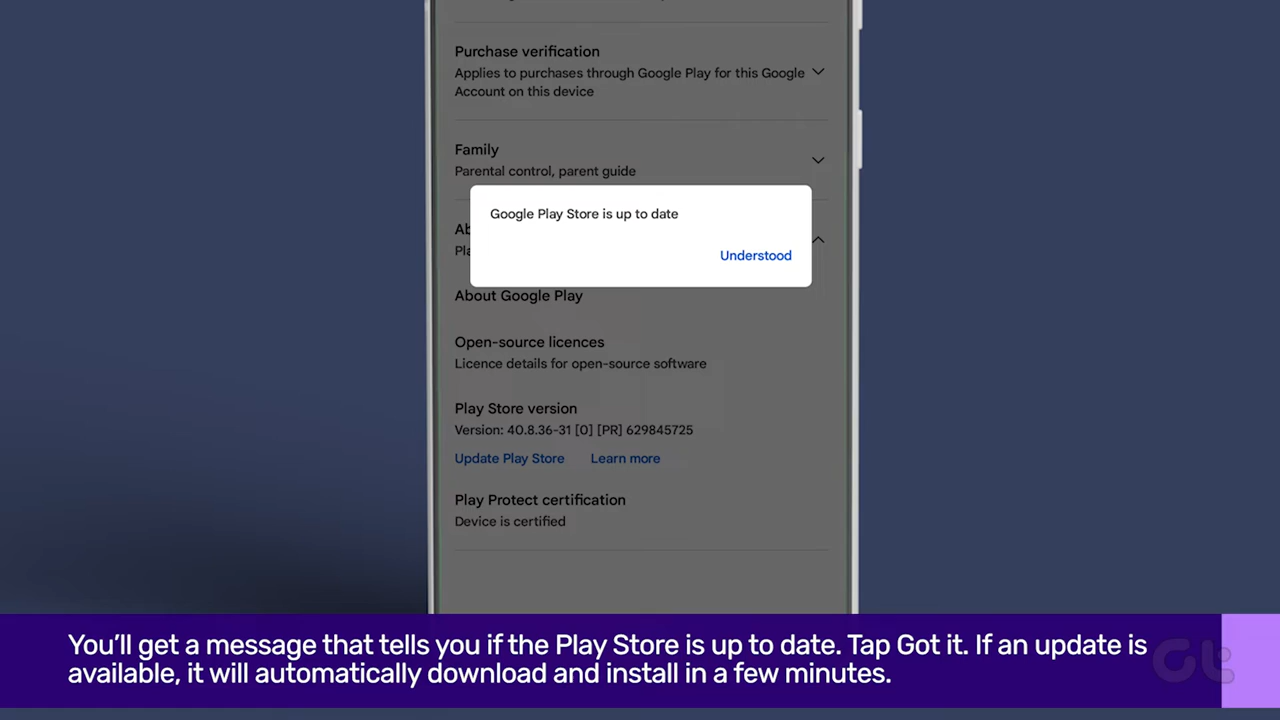 Purchase verification
Applies to purchases through Google Play for this Google
Account on this device
Family
Parental control, parent guide
Google Play Store is up to date
Understood
About Google Play
Open-source licences
Licence details for open-source software
Play Store version
Version: 40.8.36-31 [0] [PR] 629845725
Update Play Store Learn more
Play Protect certification
Device is certified
You'll get a message that tells you if the Play Store is up to date. Tap Got it. If an update is
available, it will automatically download and install in a few minutes.
Gt